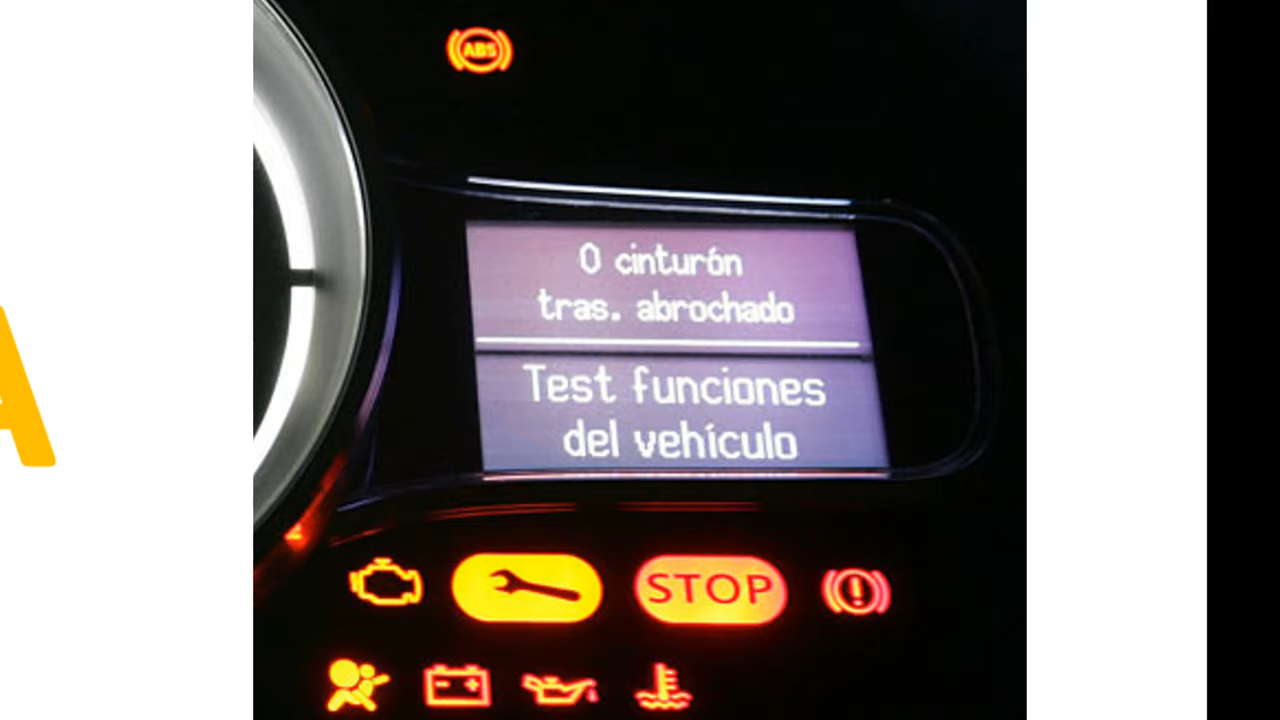 ABS
0 cinturón
tras. abrochado
Test funciones
del vehículo
STOP
A